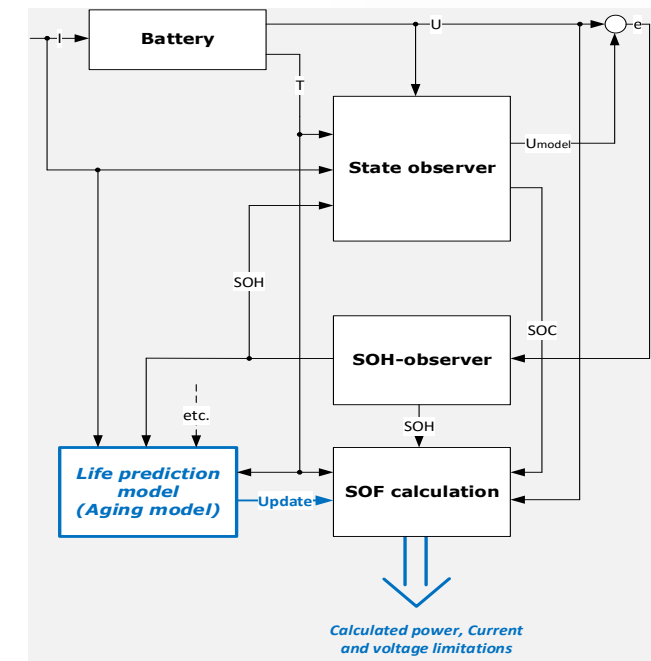 I
Battery
U
e
T
State observer
Umodel
SOH
SOC
SOH-observer
etc.
SOH
Life prediction
model
(Aging model)
Update
SOF calculation
Calculated power, Current
and voltage limitations